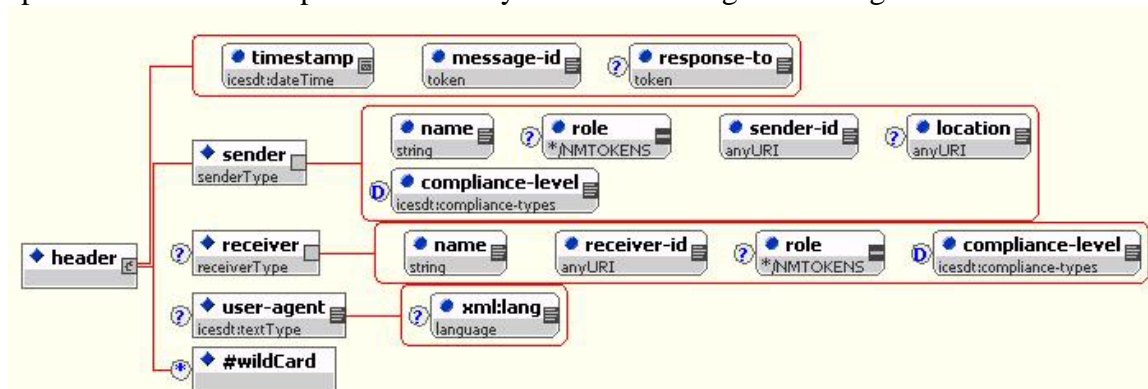 timestamp message-id ? response-to
icesdt:dateTime token token
name ? role sender-id ? location
string */NMTOKENS anyURI anyURI
sender
senderType
D compliance-level
icesdt:compliance-types
header
? receiver name receiver-id ? role D compliance-level
receiverType string anyURI */NMTOKENS icesdt:compliance-types
? user-agent ? xml:lang
icesdt:textType language
* #wildCard